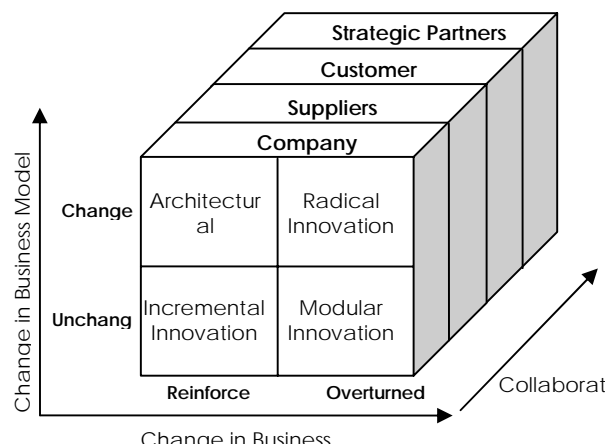 Strategic Partners
Customer
Suppliers
Company
Change in Business Model
Change
Architectur
al
Radical
Innovation
Unchang
Incremental
Innovation
Modular
Innovation
Reinforce
Overturned
Collaborat
Change in Business